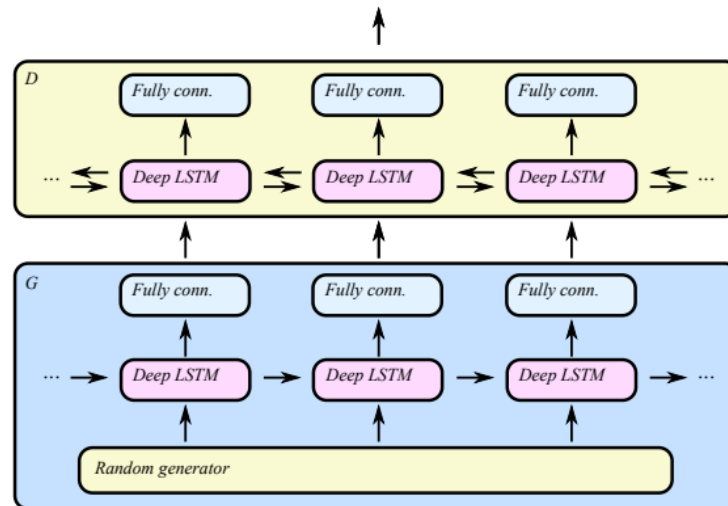 D
Fully conn. Fully conn. Fully conn.
... Deep LSTM Deep LSTM Deep LSTM ...
G
Fully conn. Fully conn. Fully conn.
... Deep LSTM Deep LSTM Deep LSTM ...
Random generator